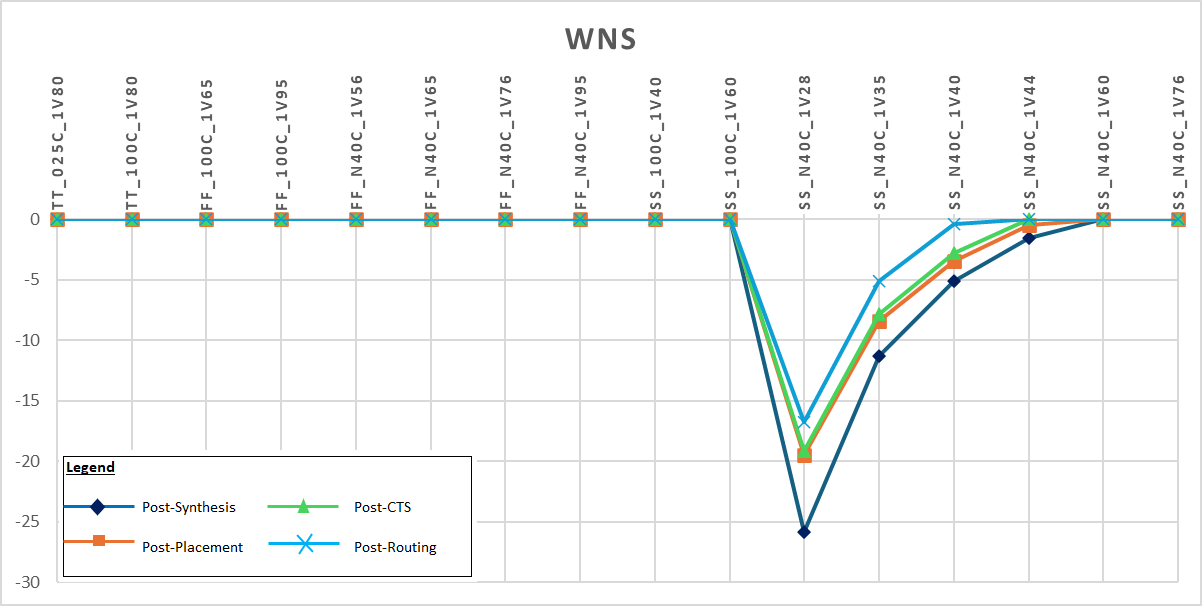 WNS
TT_025C_1V80
TT_100C_1V80
FF_100C_1V65
FF_100C_1V95
FF_N40C_1V56
FF_N40C_1V65
FF_N40C_1V76
FF_N40C_1V95
SS_100C_1V40
SS_100C_1V60
SS_N40C_1V28
SS_N40C_1V35
SS_N40C_1V40
SS_N40C_1V44
SS_N40C_1V60
SS_N40C_1V76
0
-5
-10
-15
-20
-25
-30
Legend
Post-Synthesis
Post-CTS
Post-Placement
Post-Routing